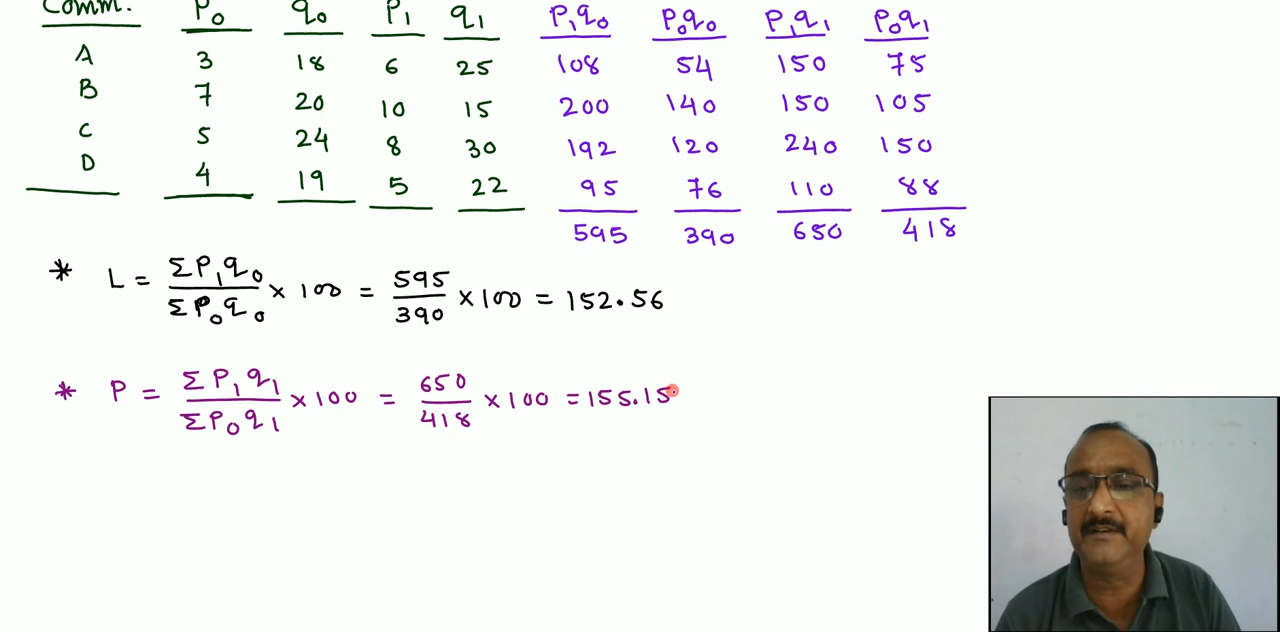 Comm. P₀ q₀ P₁ q₁ P₁q₀ P₀q₀ P₁q₁ P₀q₁
A 3 18 6 25 108 54 150 75
B 7 20 10 15 200 140 150 105
C 5 24 8 30 192 120 240 150
D 4 19 5 22 95 76 110 88
595 390 650 418
* L = ΣP₁q₀ / ΣP₀q₀ × 100 = 595 / 390 × 100 = 152.56
* P = ΣP₁q₁ / ΣP₀q₁ × 100 = 650 / 418 × 100 = 155.15